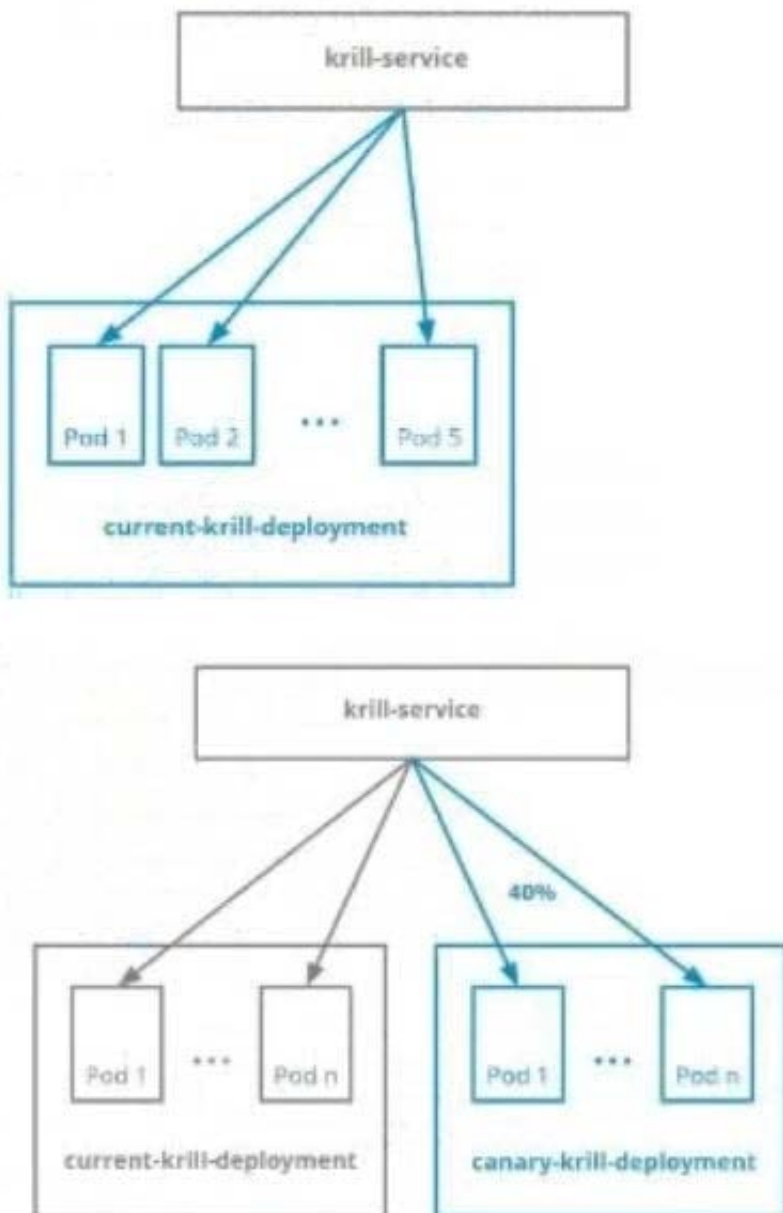 krill-service
Pod 1 Pod 2 ... Pod 5
current-krill-deployment
krill-service
40%
Pod 1 ... Pod n Pod 1 ... Pod n
current-krill-deployment canary-krill-deployment